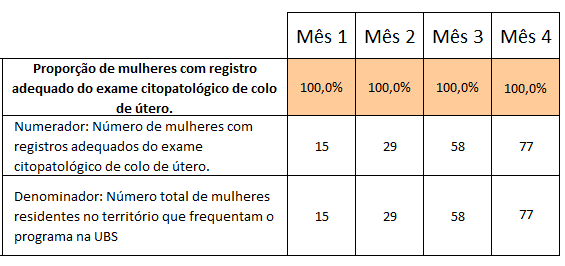 Mês 1 Mês 2 Mês 3 Mês 4
Proporção de mulheres com registro
adequado do exame citopatológico de colo
de útero.
100,0% 100,0% 100,0% 100,0%
Numerador: Número de mulheres com
registros adequados do exame
citopatológico de colo de útero.
15 29 58 77
Denominador: Número total de mulheres
residentes no território que frequentam o
programa na UBS
15 29 58 77